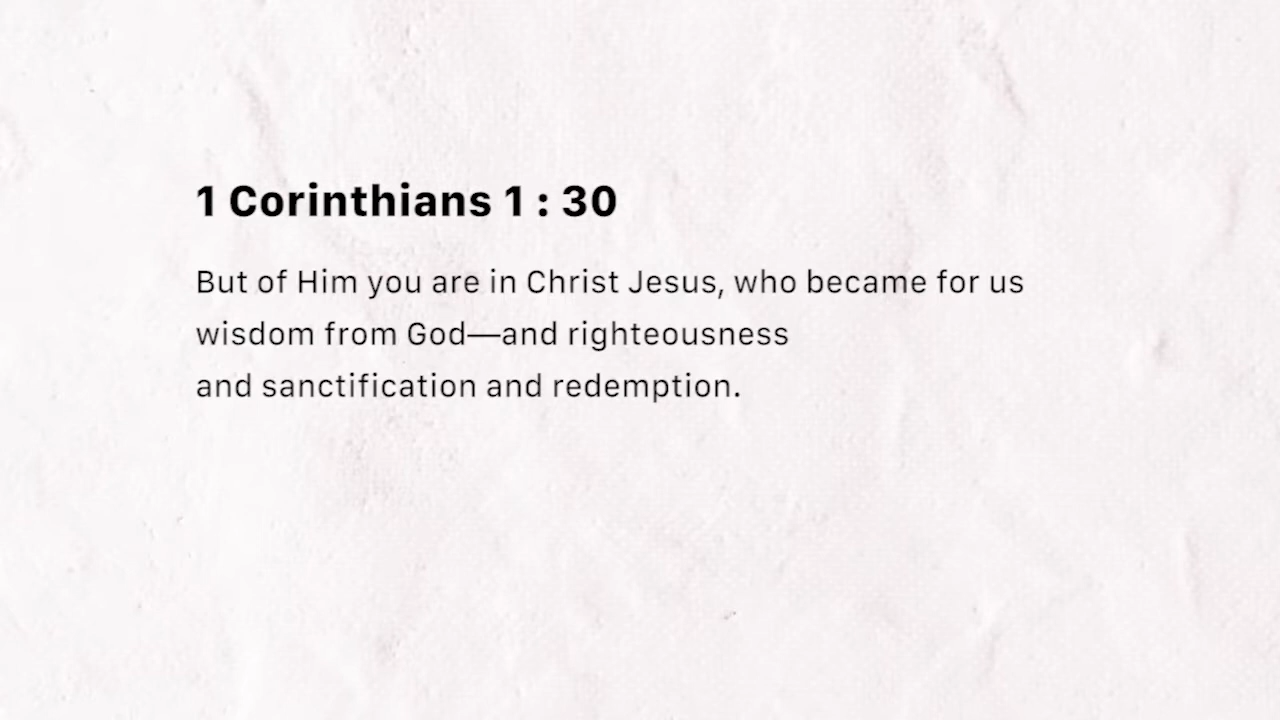 1 Corinthians 1 : 30
But of Him you are in Christ Jesus, who became for us
wisdom from God—and righteousness
and sanctification and redemption.